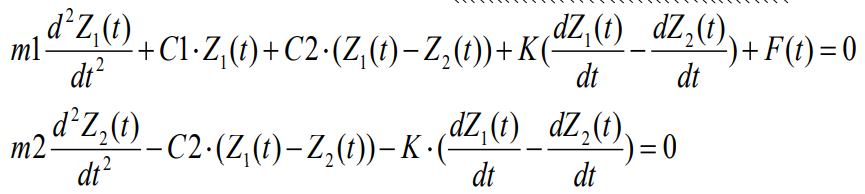 m1 d²Z₁(t)/dt² + C1·Z₁(t) + C2·(Z₁(t) − Z₂(t)) + K(dZ₁(t)/dt − dZ₂(t)/dt) + F(t) = 0
m2 d²Z₂(t)/dt² − C2·(Z₁(t) − Z₂(t)) − K·(dZ₁(t)/dt − dZ₂(t)/dt) = 0